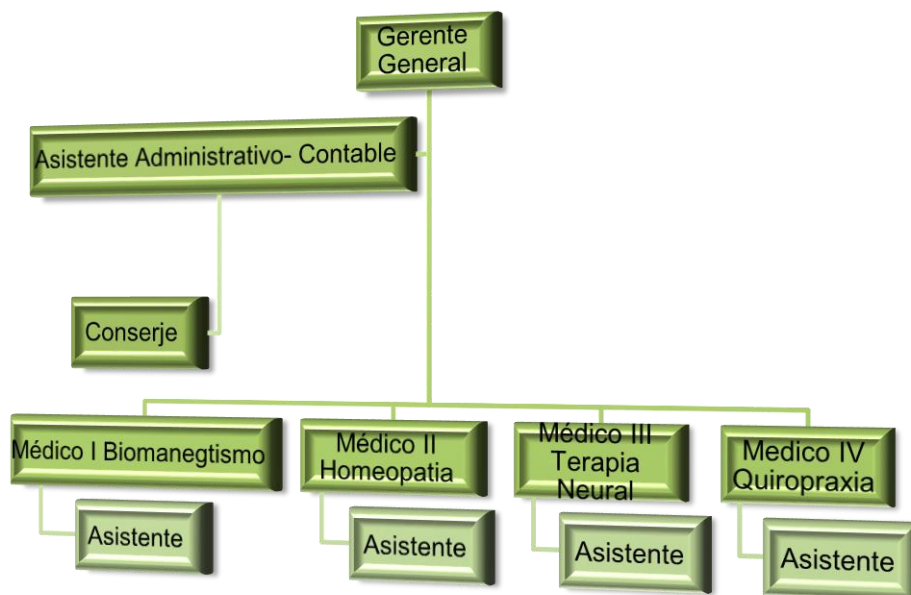 Gerente
General
Asistente Administrativo- Contable
Conserje
Médico I Biomanegtismo
Médico II
Homeopatia
Médico III
Terapia
Neural
Medico IV
Quiropraxia
Asistente
Asistente
Asistente
Asistente